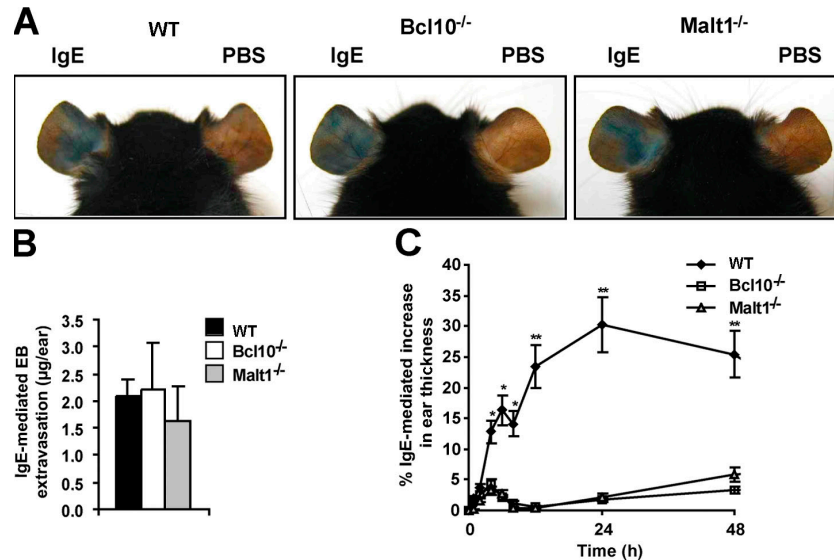 A
WT
Bcl10-/-
Malt1-/-
IgE
PBS
IgE
PBS
IgE
PBS
B
3.5
3.0
2.5
2.0
1.5
1.0
0.5
0.0
IgE-mediated EB
extravasation (µg/ear)
WT
Bcl10-/-
Malt1-/-
C
40
35
30
25
20
15
10
5
0
% IgE-mediated increase
in ear thickness
WT
Bcl10-/-
Malt1-/-
*
*
*
**
**
**
0
24
48
Time (h)